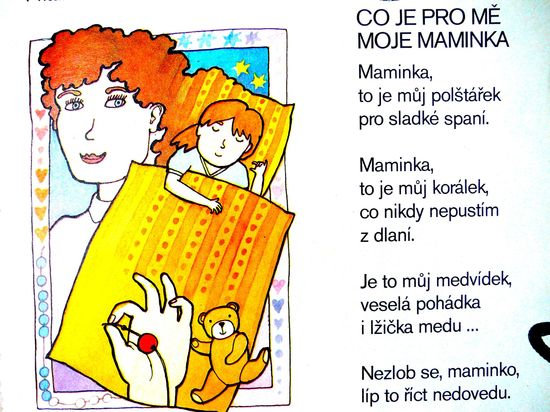 CO JE PRO MĚ
MOJE MAMINKA
Maminka,
to je můj polštářek
pro sladké spaní.
Maminka,
to je můj korálek,
co nikdy nepustím
z dlaní.
Je to můj medvídek,
veselá pohádka
i lžička medu ...
Nezlob se, maminko,
líp to říct nedovedu.